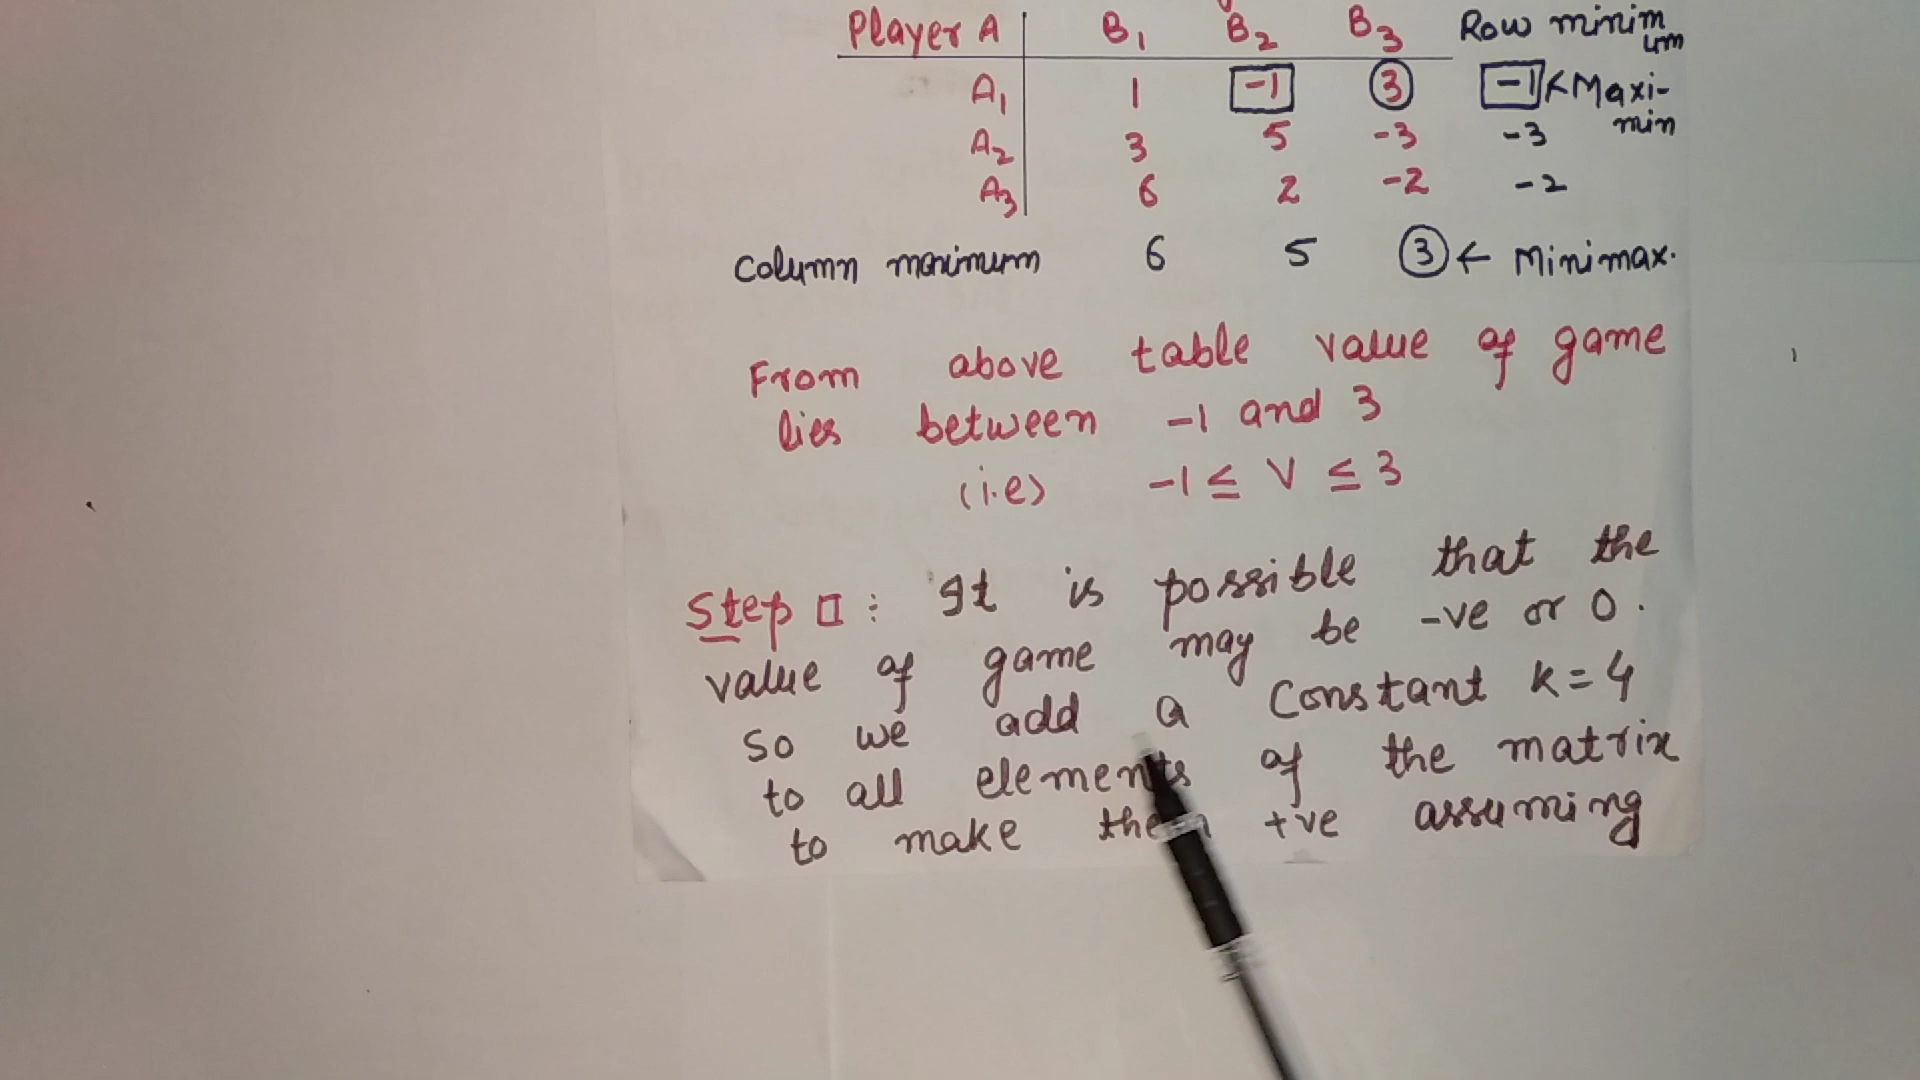 Player A B₁ B₂ B₃ Row minim
um
A₁ 1 -1 3 -1 ← Maxi-
min
A₂ 3 5 -3 -3
A₃ 6 2 -2 -2
Column maximum 6 5 3 ← Minimax.
From above table value of game
lies between -1 and 3
(i.e) -1 ≤ V ≤ 3
Step II : It is possible that the
value of game may be -ve or 0.
So we add a Constant k = 4
to all elements of the matrix
to make them +ve assuming